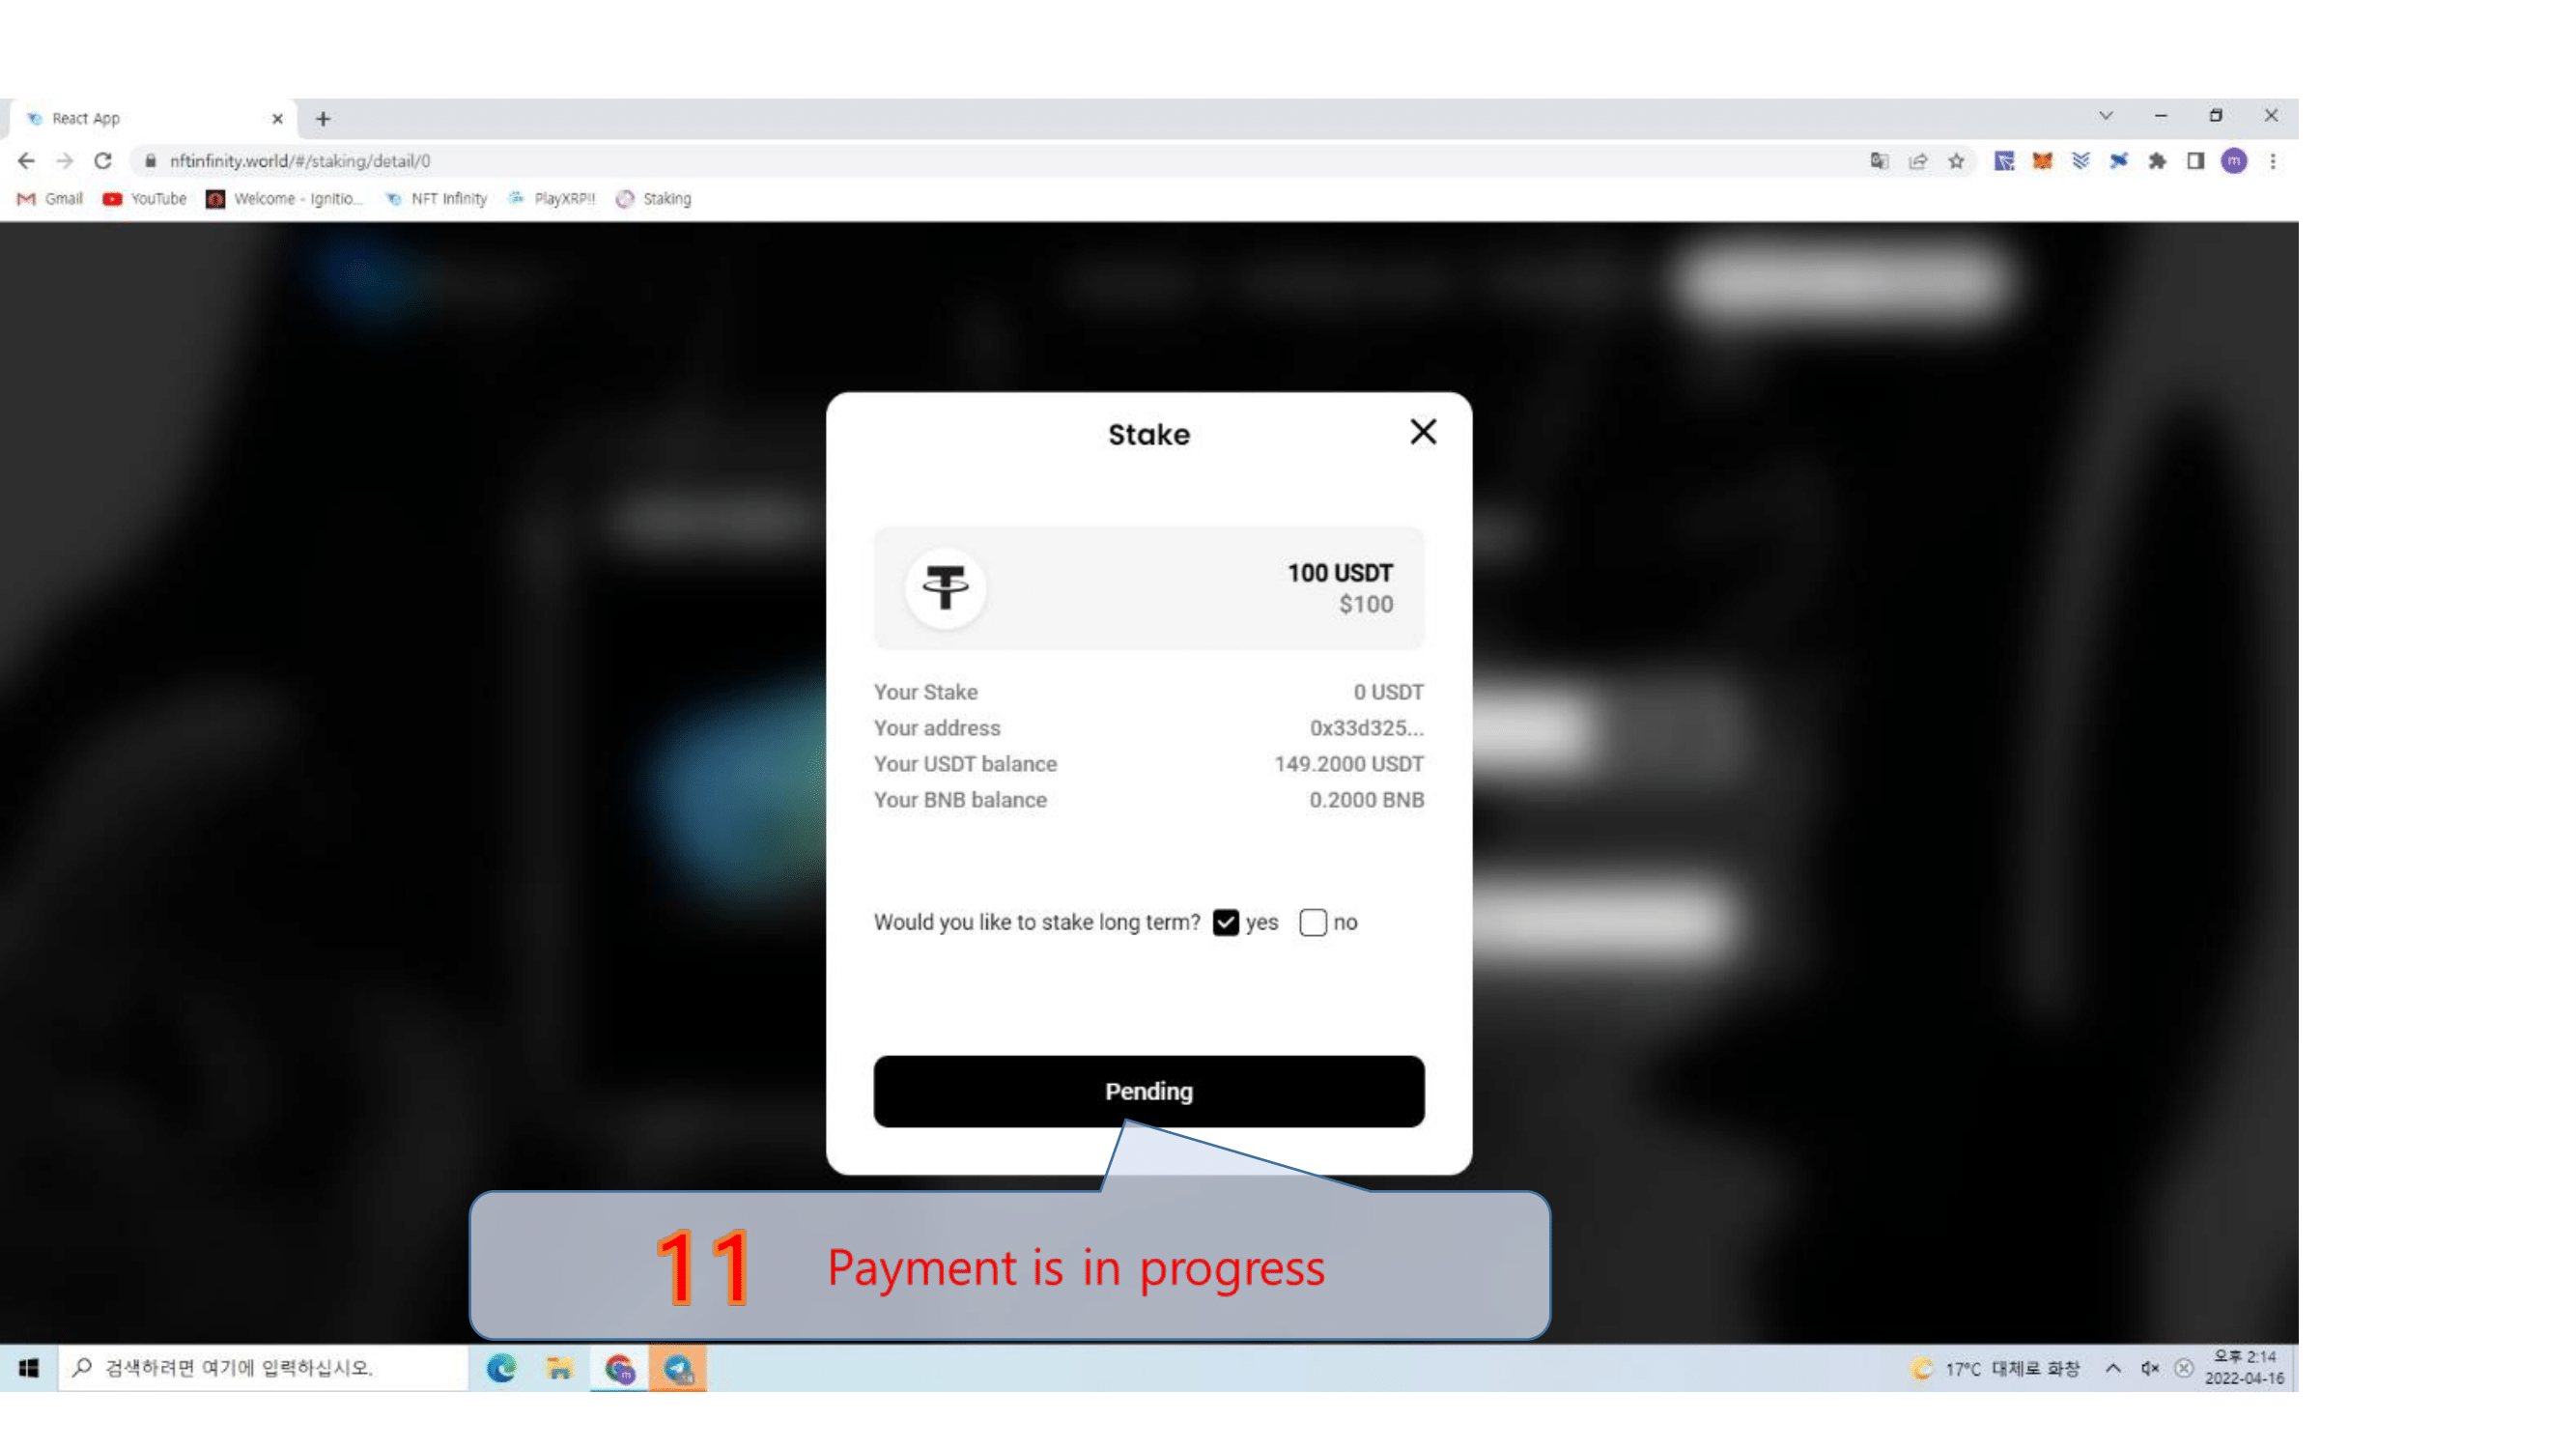 React App
nftinfinity.world/#/staking/detail/0
m
Gmail YouTube Welcome - Ignitio... NFT Infinity PlayXRP!! Staking
Stake
100 USDT
$100
Your Stake 0 USDT
Your address 0x33d325...
Your USDT balance 149.2000 USDT
Your BNB balance 0.2000 BNB
Would you like to stake long term? yes no
Pending
11 Payment is in progress
검색하려면 여기에 입력하십시오.
17°C 대체로 화창
오후 2:14
2022-04-16